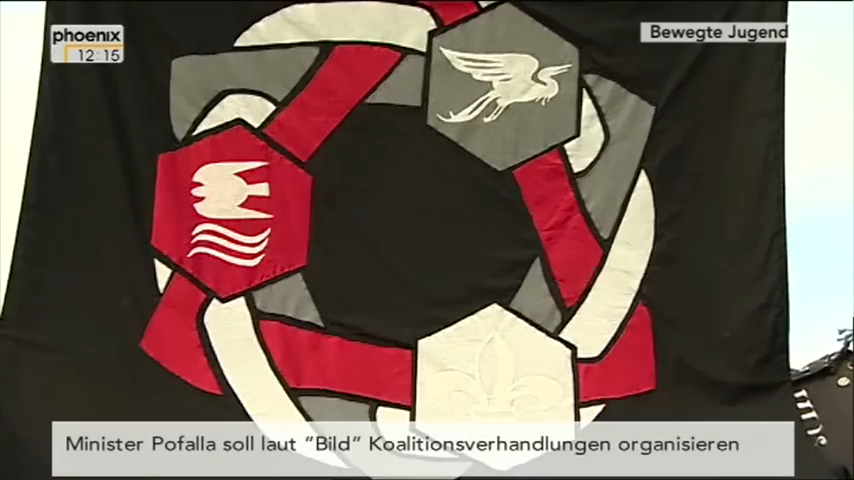 phoenix
12:15
Bewegte Jugend
Minister Pofalla soll laut "Bild" Koalitionsverhandlungen organisieren